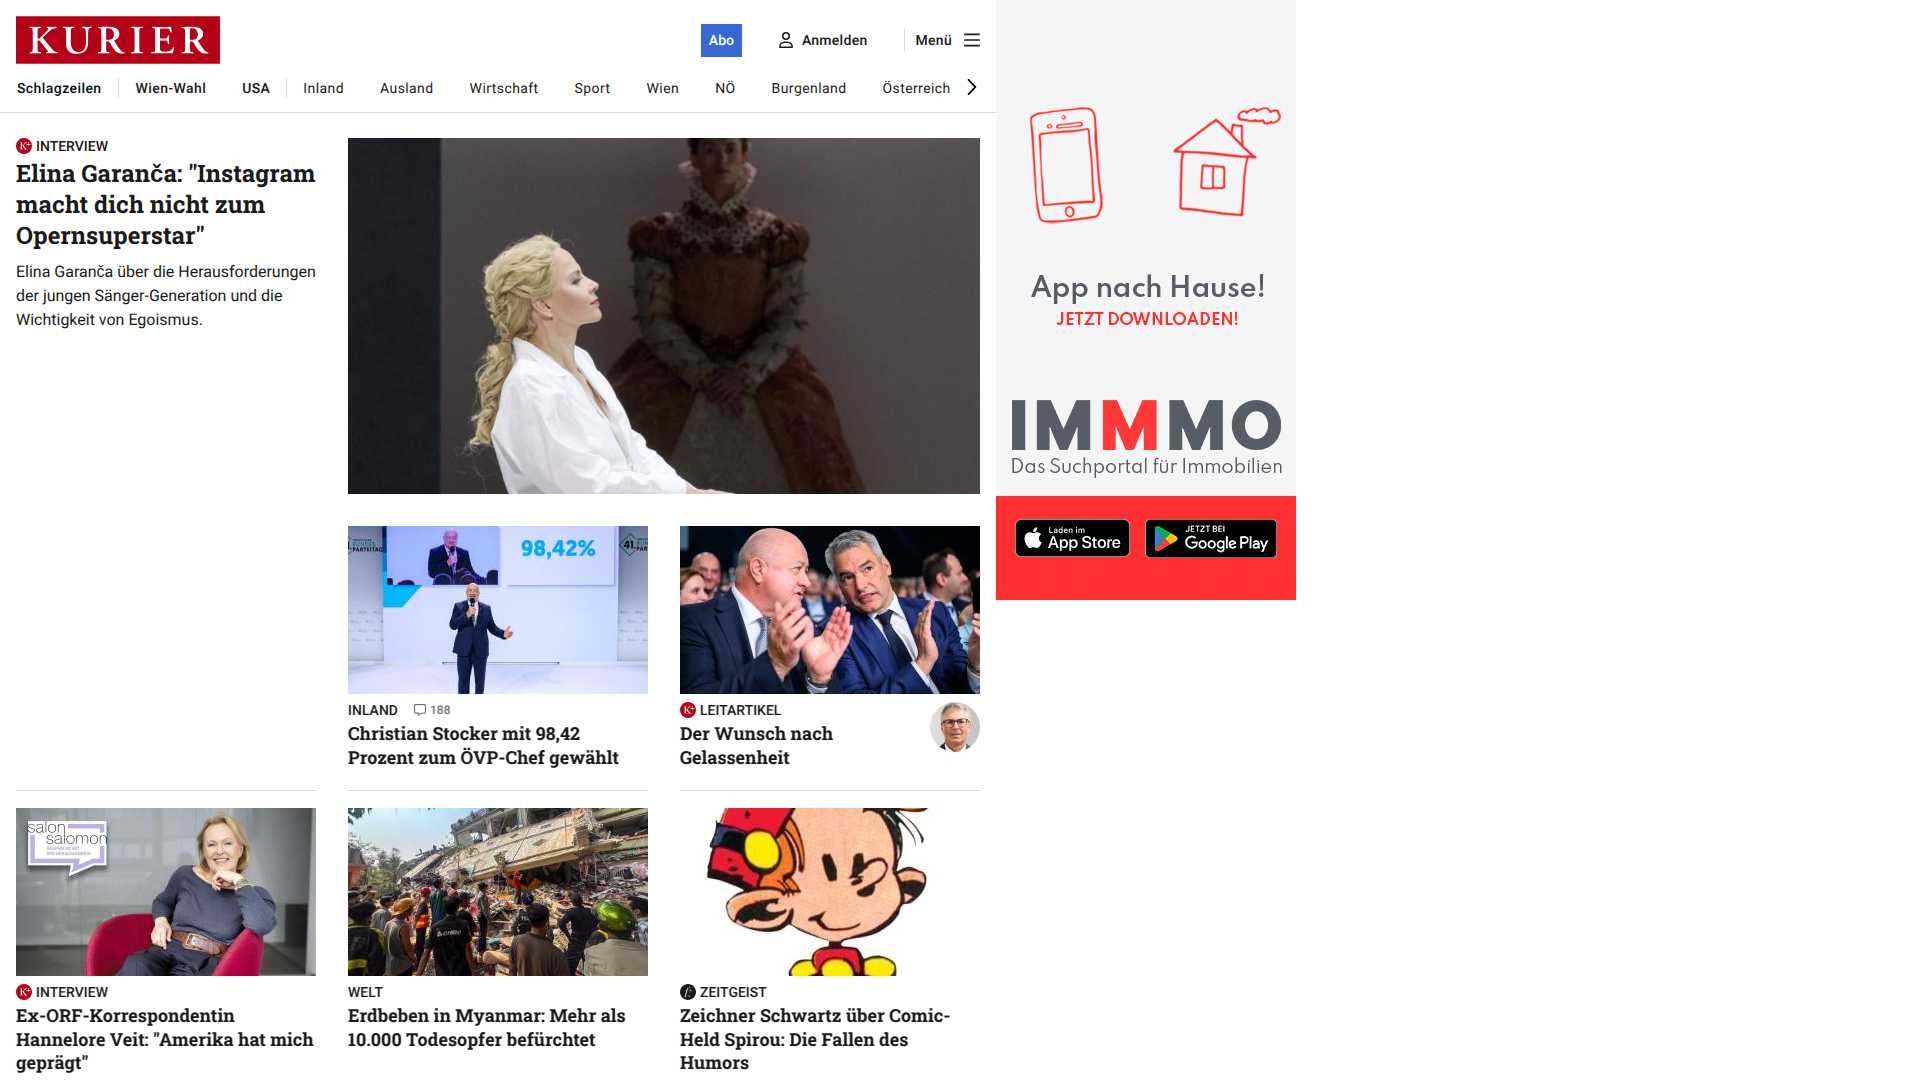 KURIER
Abo
Anmelden
Menü
Schlagzeilen
Wien-Wahl
USA
Inland
Ausland
Wirtschaft
Sport
Wien
NÖ
Burgenland
Österreich
INTERVIEW
Elina Garanča: "Instagram
macht dich nicht zum
Opernsuperstar"
Elina Garanča über die Herausforderungen
der jungen Sänger-Generation und die
Wichtigkeit von Egoismus.
App nach Hause!
JETZT DOWNLOADEN!
IMMMO
Das Suchportal für Immobilien
Laden im
App Store
JETZT BEI
Google Play
98,42%
41.
INLAND
188
Christian Stocker mit 98,42
Prozent zum ÖVP-Chef gewählt
K+
LEITARTIKEL
Der Wunsch nach
Gelassenheit
salon
salomon
K+
INTERVIEW
Ex-ORF-Korrespondentin
Hannelore Veit: "Amerika hat mich
geprägt"
WELT
Erdbeben in Myanmar: Mehr als
10.000 Todesopfer befürchtet
ZEITGEIST
Zeichner Schwartz über Comic-
Held Spirou: Die Fallen des
Humors